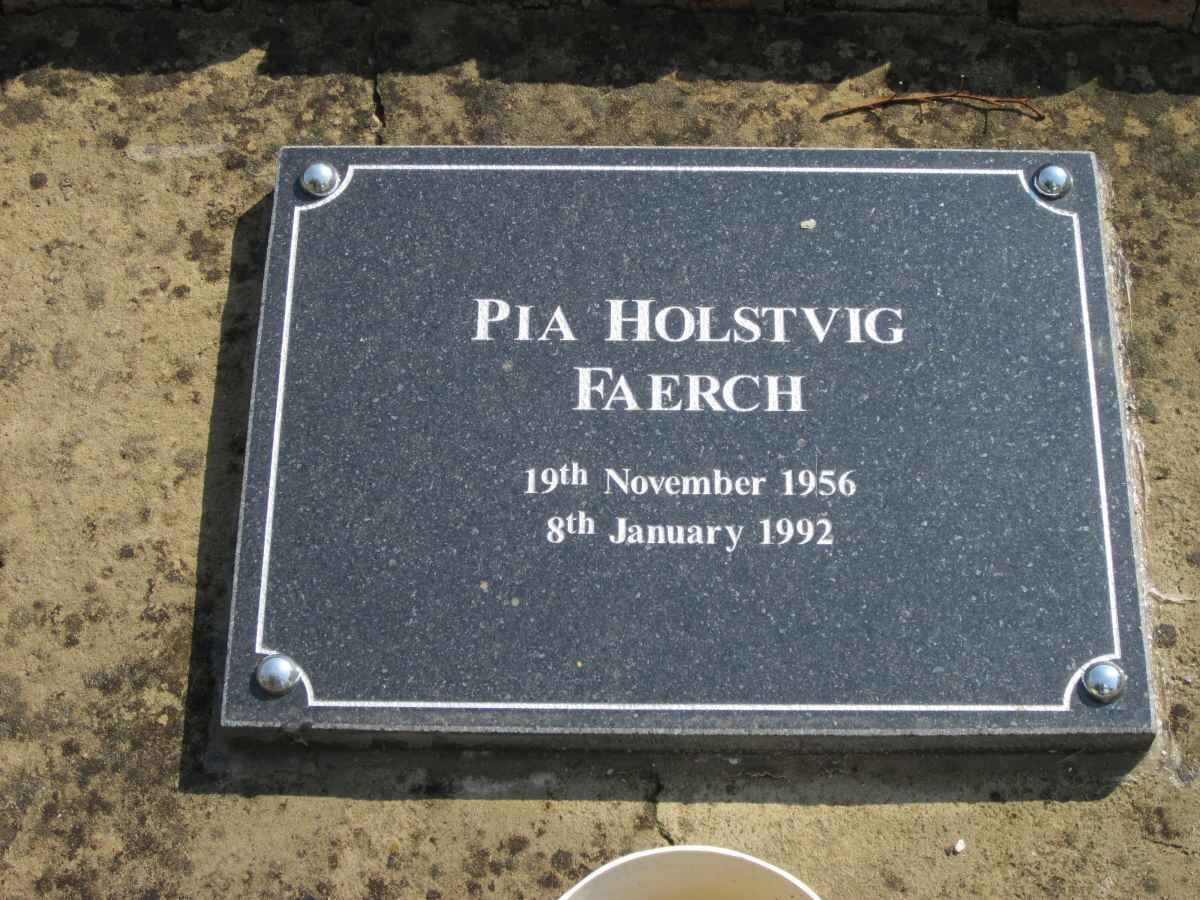 PIA HOLSTVIG
FAERCH
19th November 1956
8th January 1992